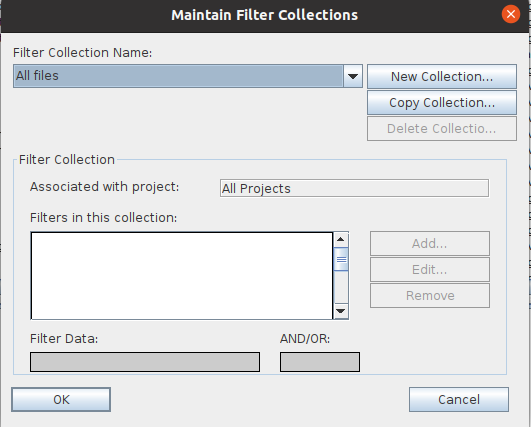 Maintain Filter Collections
Filter Collection Name:
All files
New Collection...
Copy Collection...
Delete Collectio...
Filter Collection
Associated with project:
All Projects
Filters in this collection:
Add...
Edit...
Remove
Filter Data:
AND/OR:
OK
Cancel